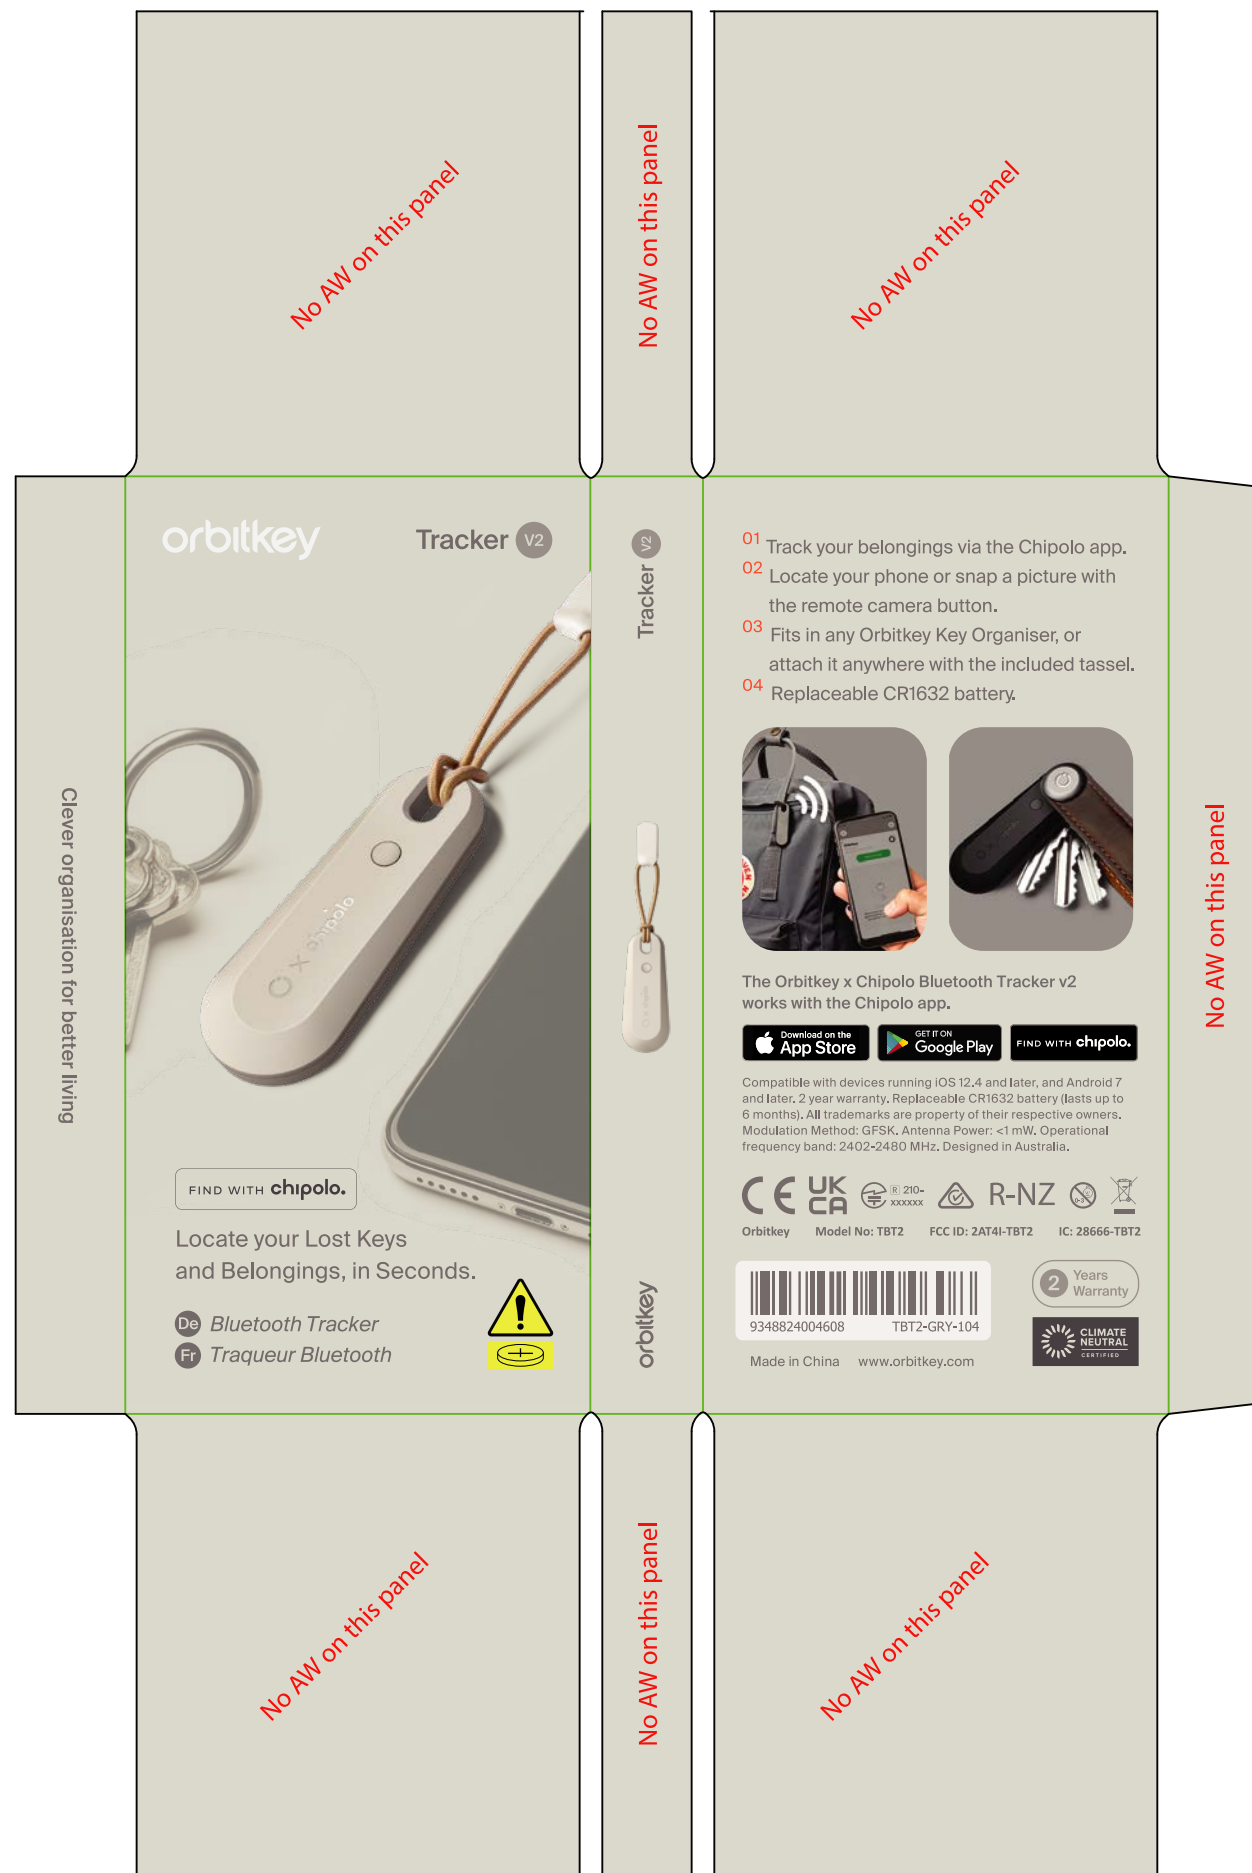 No AW on this panel
No AW on this panel
No AW on this panel
Clever organisation for better living
orbitkey
Tracker V2
chipolo
FIND WITH chipolo.
Locate your Lost Keys
and Belongings, in Seconds.
De Bluetooth Tracker
Fr Traqueur Bluetooth
Tracker V2
orbitkey
01 Track your belongings via the Chipolo app.
02 Locate your phone or snap a picture with
the remote camera button.
03 Fits in any Orbitkey Key Organiser, or
attach it anywhere with the included tassel.
04 Replaceable CR1632 battery.
The Orbitkey x Chipolo Bluetooth Tracker v2
works with the Chipolo app.
Download on the
App Store
GET IT ON
Google Play
FIND WITH chipolo.
Compatible with devices running iOS 12.4 and later, and Android 7
and later. 2 year warranty. Replaceable CR1632 battery (lasts up to
6 months). All trademarks are property of their respective owners.
Modulation Method: GFSK. Antenna Power: <1 mW. Operational
frequency band: 2402-2480 MHz. Designed in Australia.
CE UK
CA
R 210-
xxxxxx
R-NZ
0-3
Orbitkey Model No: TBT2 FCC ID: 2AT4I-TBT2 IC: 28666-TBT2
9348824004608 TBT2-GRY-104
2 Years
Warranty
CLIMATE
NEUTRAL
CERTIFIED
Made in China www.orbitkey.com
No AW on this panel
No AW on this panel
No AW on this panel
No AW on this panel